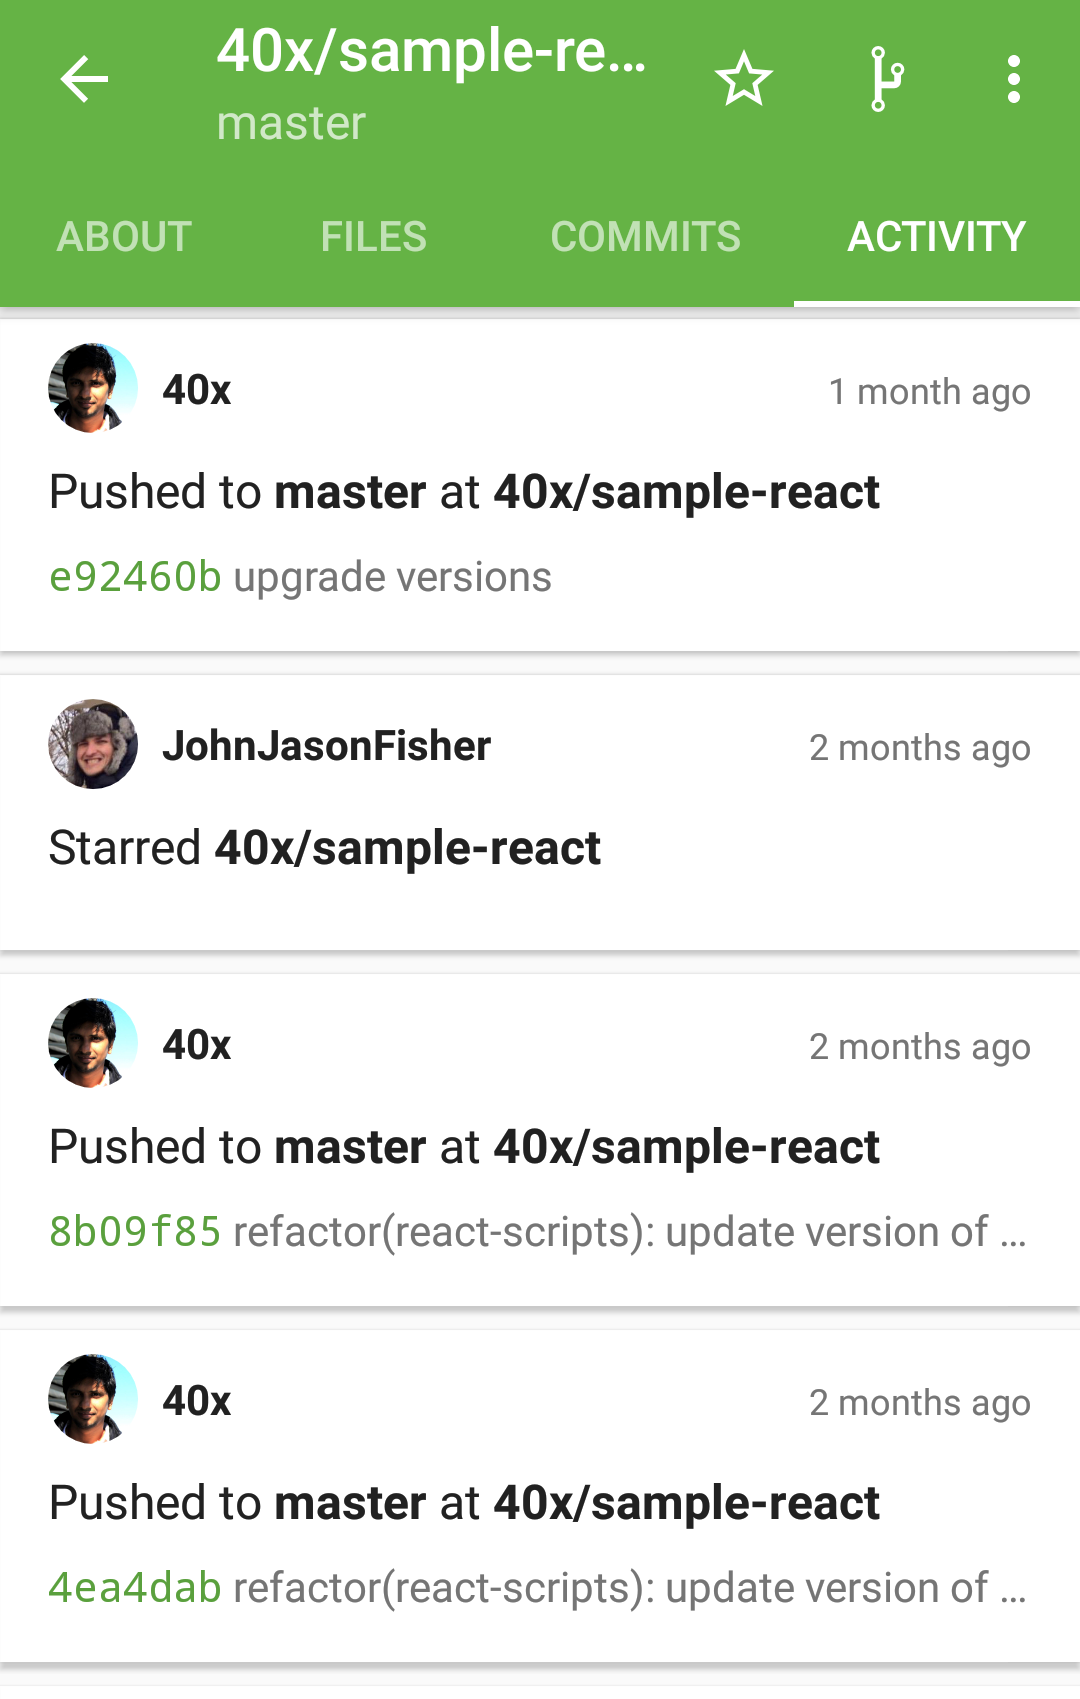 40x/sample-re...
master
ABOUT FILES COMMITS ACTIVITY
40x 1 month ago
Pushed to master at 40x/sample-react
e92460b upgrade versions
JohnJasonFisher 2 months ago
Starred 40x/sample-react
40x 2 months ago
Pushed to master at 40x/sample-react
8b09f85 refactor(react-scripts): update version of ...
40x 2 months ago
Pushed to master at 40x/sample-react
4ea4dab refactor(react-scripts): update version of ...